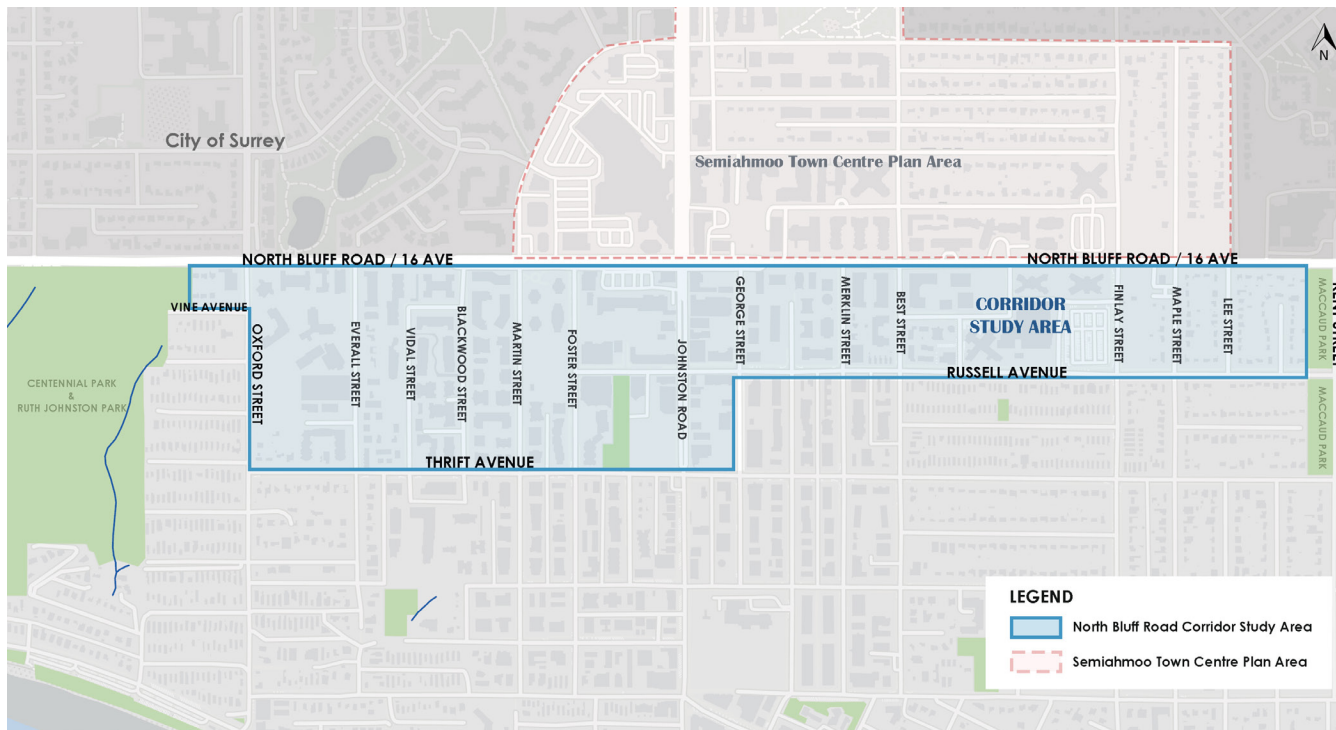 N
City of Surrey
Semiahmoo Town Centre Plan Area
NORTH BLUFF ROAD / 16 AVE
NORTH BLUFF ROAD / 16 AVE
VINE AVENUE
OXFORD STREET
EVERALL STREET
VIDAL STREET
BLACKWOOD STREET
MARTIN STREET
FOSTER STREET
JOHNSTON ROAD
GEORGE STREET
MERKLIN STREET
BEST STREET
CORRIDOR
STUDY AREA
FINLAY STREET
MAPLE STREET
LEE STREET
MACCAUD PARK
RUSSELL AVENUE
CENTENNIAL PARK
&
RUTH JOHNSTON PARK
MACCAUD PARK
THRIFT AVENUE
LEGEND
North Bluff Road Corridor Study Area
Semiahmoo Town Centre Plan Area